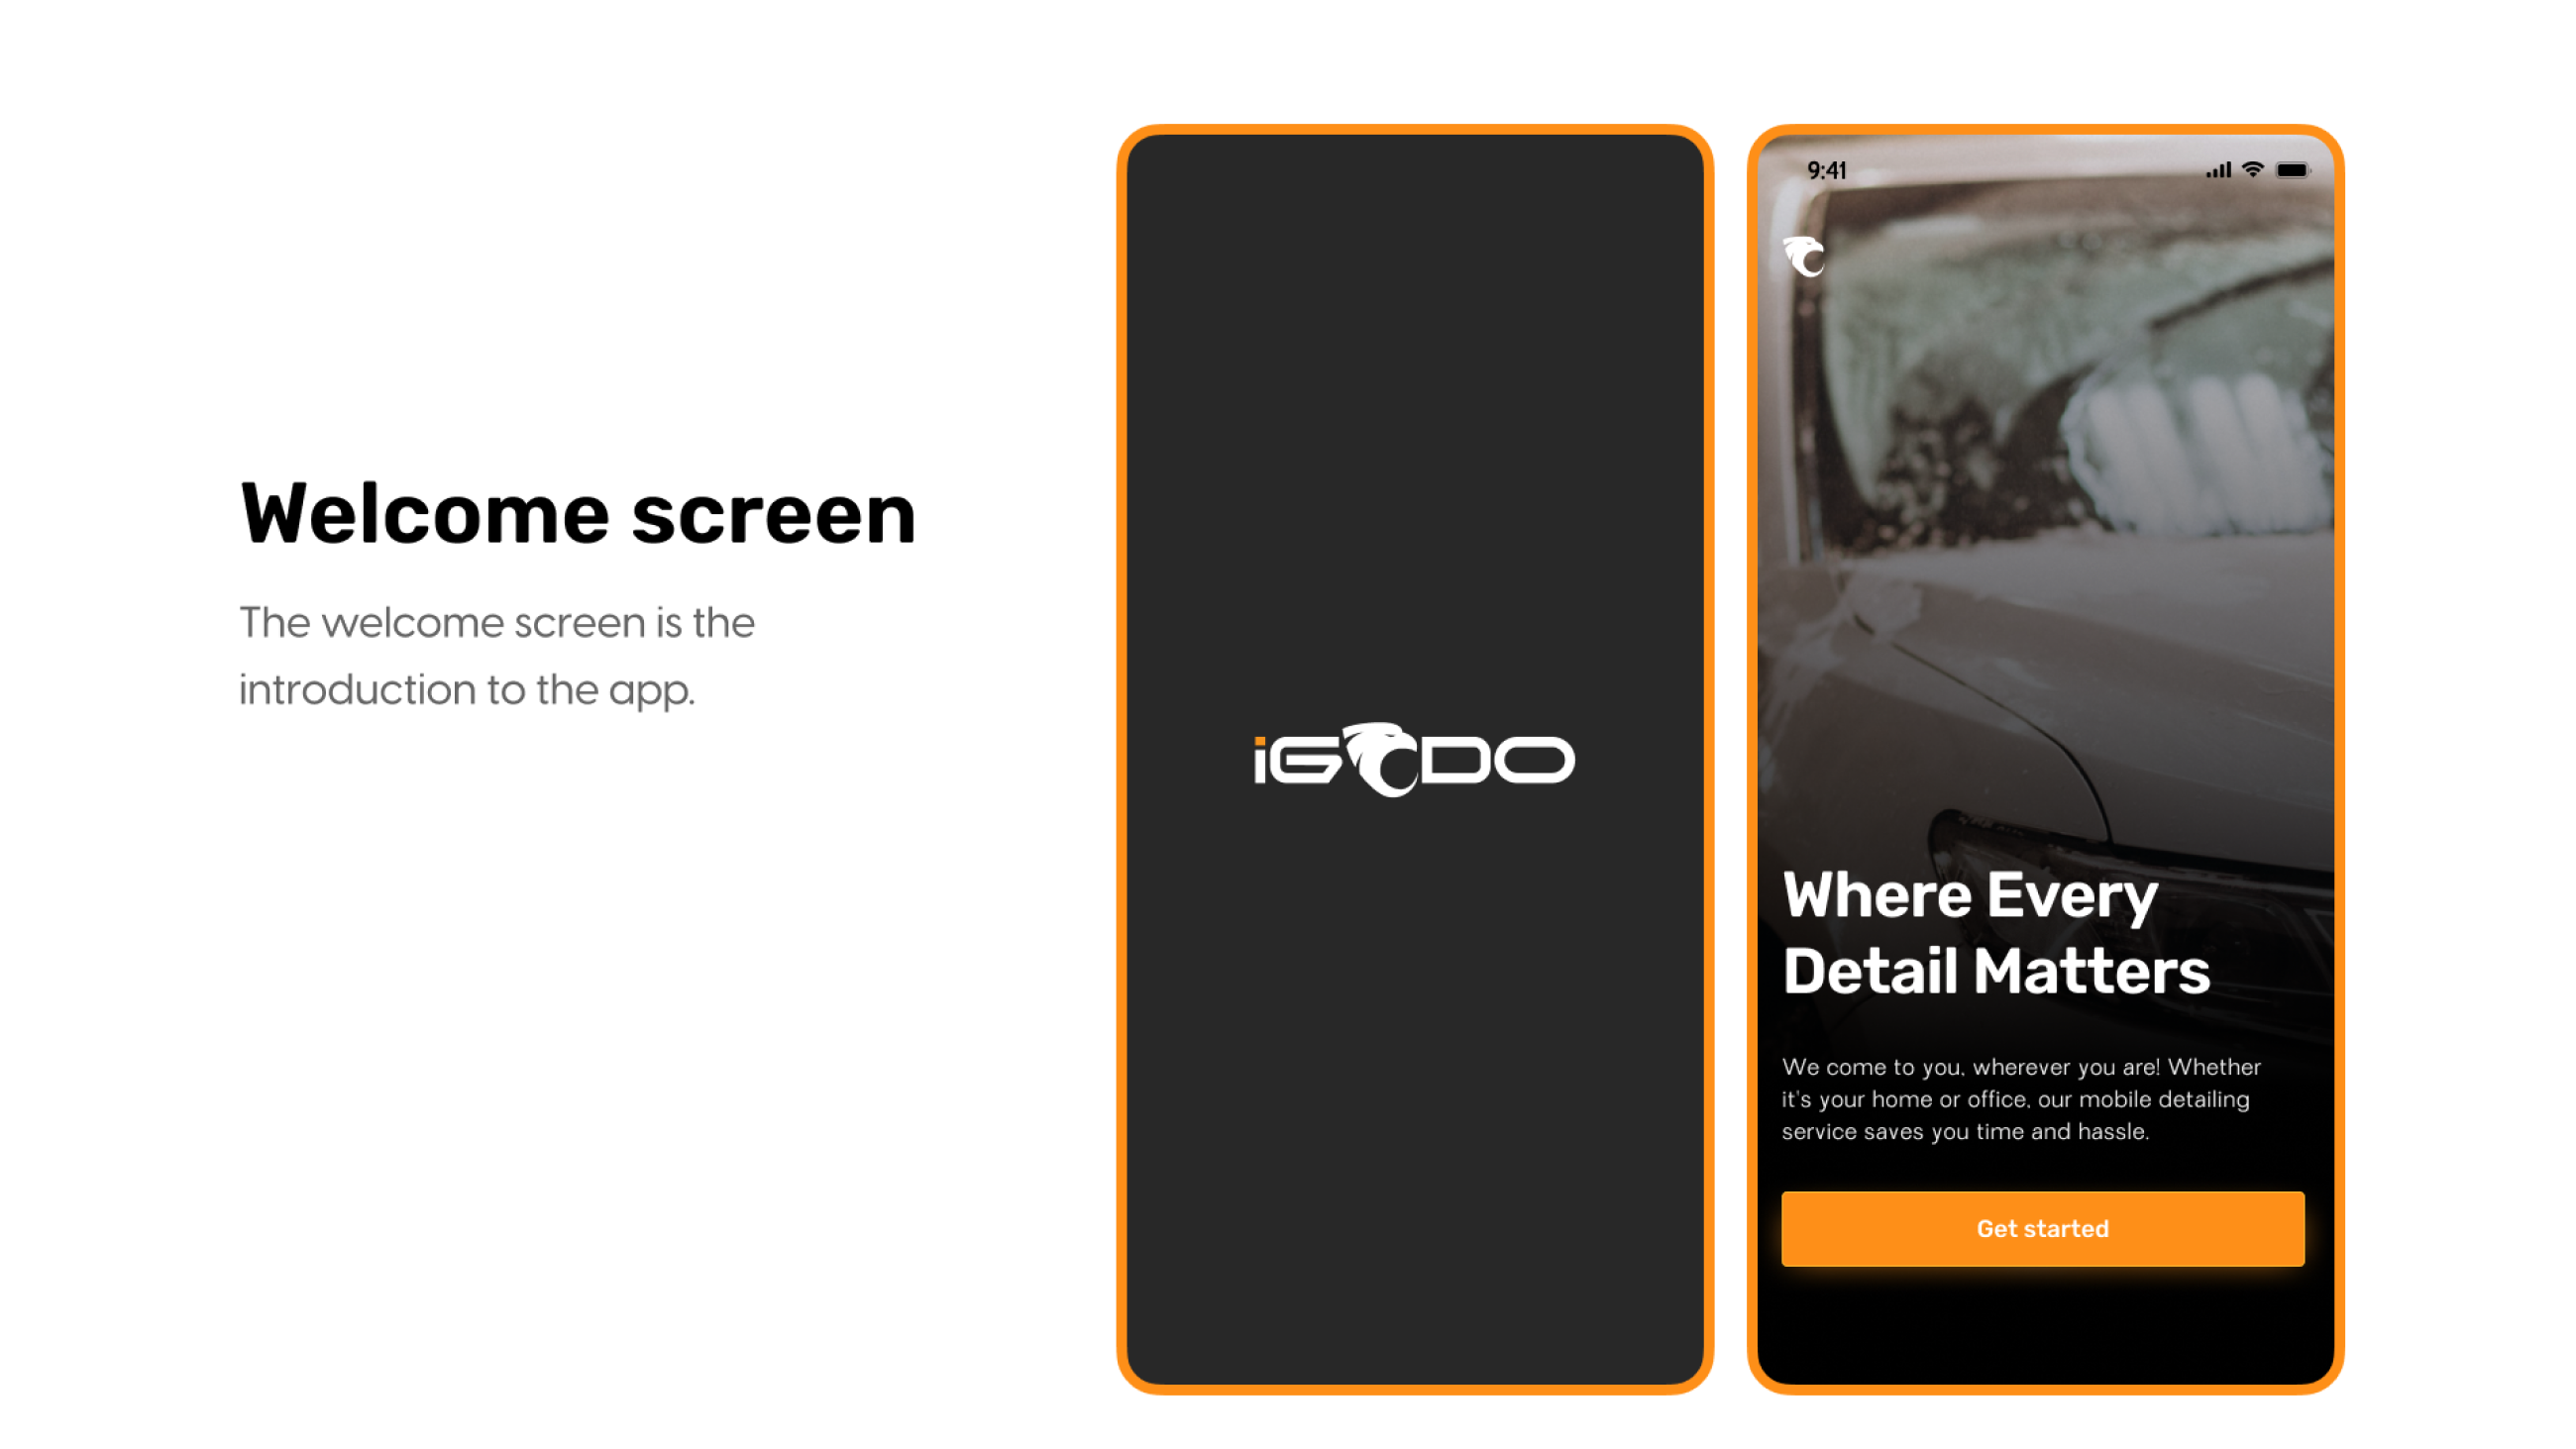 Welcome screen
The welcome screen is the
introduction to the app.
iGODO
9:41
Where Every
Detail Matters
We come to you, wherever you are! Whether
it's your home or office, our mobile detailing
service saves you time and hassle.
Get started